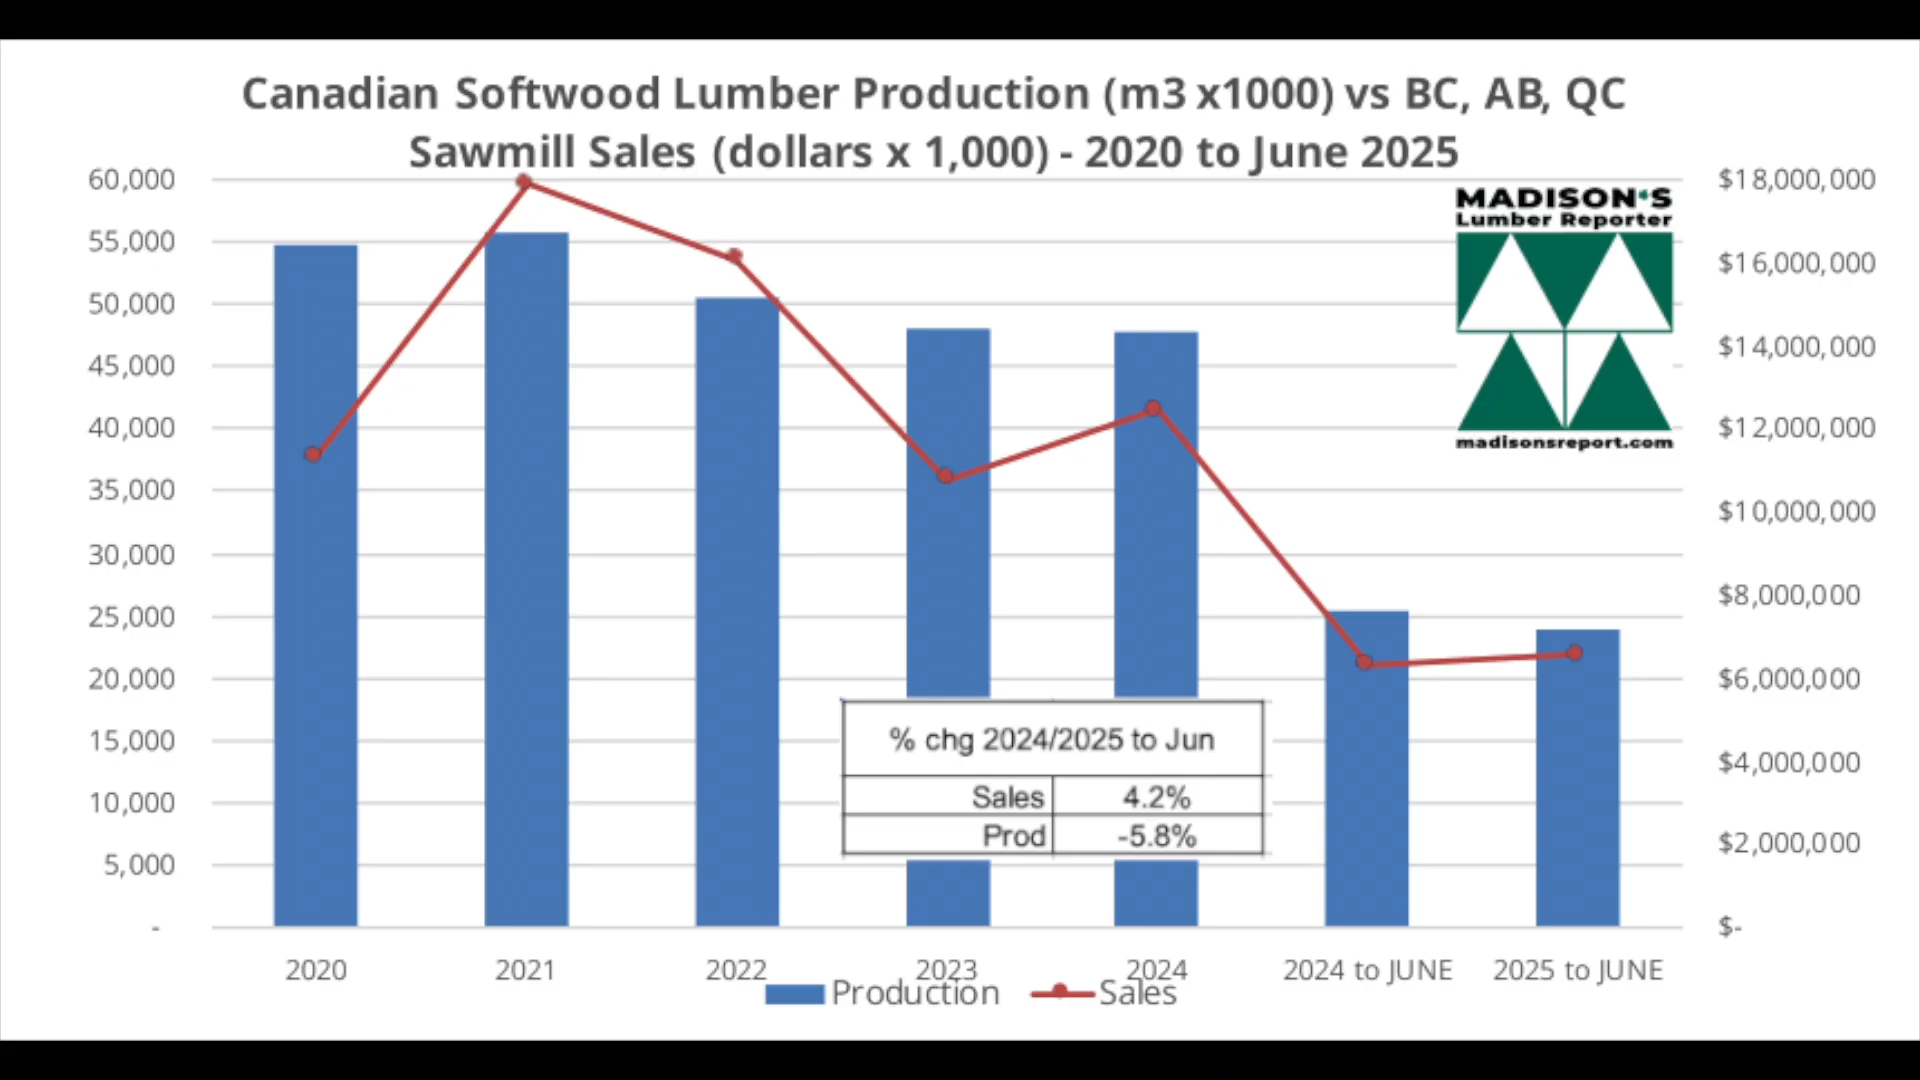 Canadian Softwood Lumber Production (m3 x1000) vs BC, AB, QC
Sawmill Sales (dollars x 1,000) - 2020 to June 2025
60,000
55,000
50,000
45,000
40,000
35,000
30,000
25,000
20,000
15,000
10,000
5,000
-
$18,000,000
$16,000,000
$14,000,000
$12,000,000
$10,000,000
$8,000,000
$6,000,000
$4,000,000
$2,000,000
$-
MADISON'S
Lumber Reporter
madisonsreport.com
% chg 2024/2025 to Jun
Sales 4.2%
Prod -5.8%
2020 2021 2022 2023 2024 2024 to JUNE 2025 to JUNE
Production Sales